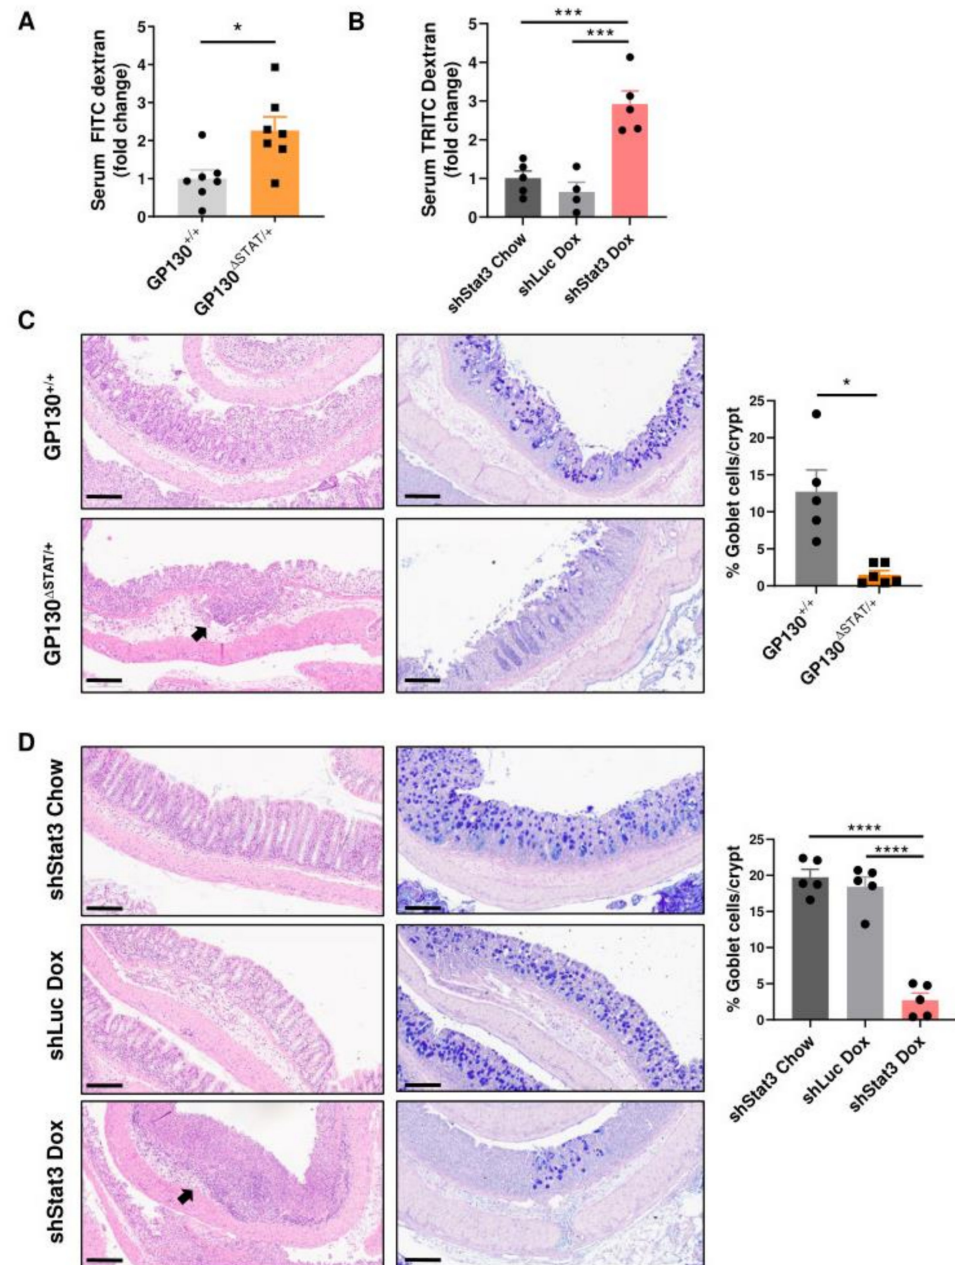 A
Serum FITC dextran
(fold change)
5
4
3
2
1
0
*
GP130+/+
GP130ΔSTAT/+
B
Serum TRITC Dextran
(fold change)
5
4
3
2
1
0
***
***
shStat3 Chow
shLuc Dox
shStat3 Dox
C
GP130+/+
GP130ΔSTAT/+
% Goblet cells/crypt
25
20
15
10
5
0
*
GP130+/+
GP130ΔSTAT/+
D
shStat3 Chow
shLuc Dox
shStat3 Dox
% Goblet cells/crypt
25
20
15
10
5
0
****
****
shStat3 Chow
shLuc Dox
shStat3 Dox